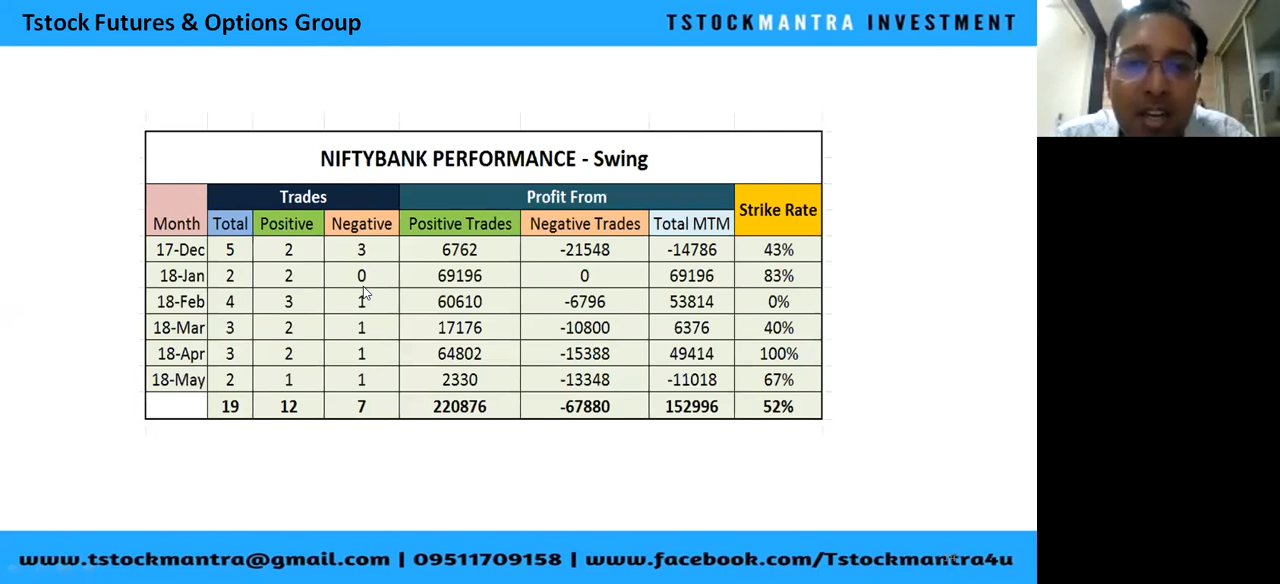 Tstock Futures & Options Group
TSTOCKMANTRA INVESTMENT
NIFTYBANK PERFORMANCE - Swing
Month Trades Profit From Strike Rate
Total Positive Negative Positive Trades Negative Trades Total MTM
17-Dec 5 2 3 6762 -21548 -14786 43%
18-Jan 2 2 0 69196 0 69196 83%
18-Feb 4 3 1 60610 -6796 53814 0%
18-Mar 3 2 1 17176 -10800 6376 40%
18-Apr 3 2 1 64802 -15388 49414 100%
18-May 2 1 1 2330 -13348 -11018 67%
19 12 7 220876 -67880 152996 52%
www.tstockmantra@gmail.com | 09511709158 | www.facebook.com/Tstockmantra4u